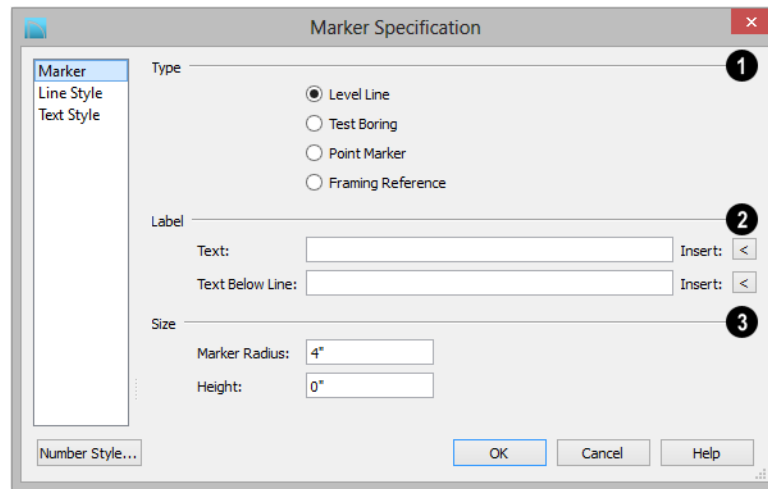 Marker Specification
Marker
Line Style
Text Style
Type 1
Level Line
Test Boring
Point Marker
Framing Reference
Label 2
Text: Insert: <
Text Below Line: Insert: <
Size 3
Marker Radius: 4"
Height: 0"
Number Style... OK Cancel Help